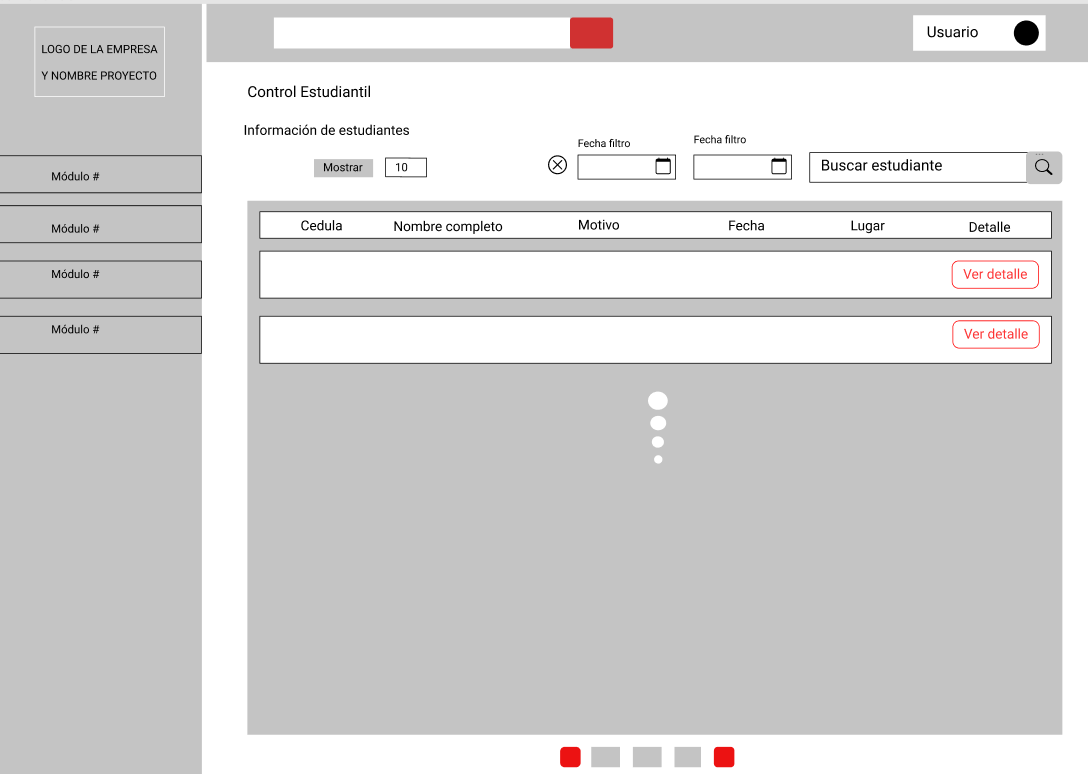 LOGO DE LA EMPRESA
Y NOMBRE PROYECTO
Módulo #
Módulo #
Módulo #
Módulo #
Usuario
Control Estudiantil
Información de estudiantes
Mostrar
10
Fecha filtro
Fecha filtro
Buscar estudiante
Cedula Nombre completo Motivo Fecha Lugar Detalle
Ver detalle
Ver detalle